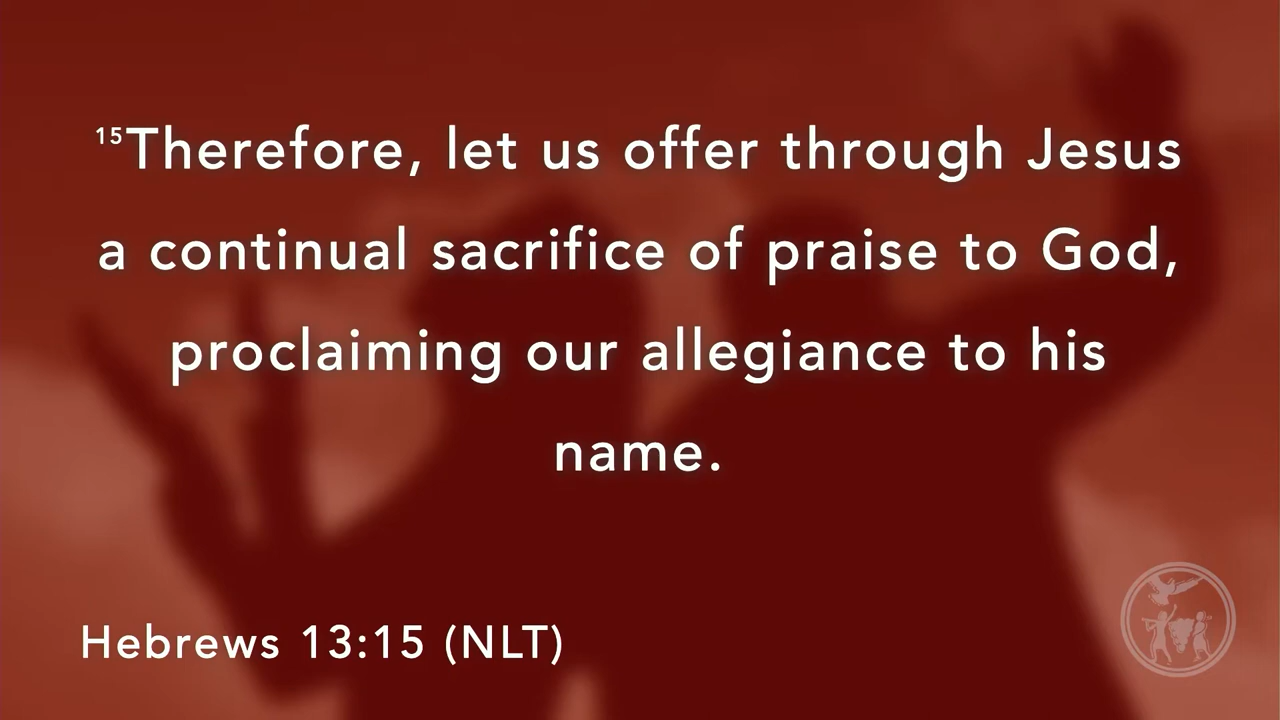 ¹⁵Therefore, let us offer through Jesus
a continual sacrifice of praise to God,
proclaiming our allegiance to his
name.
Hebrews 13:15 (NLT)